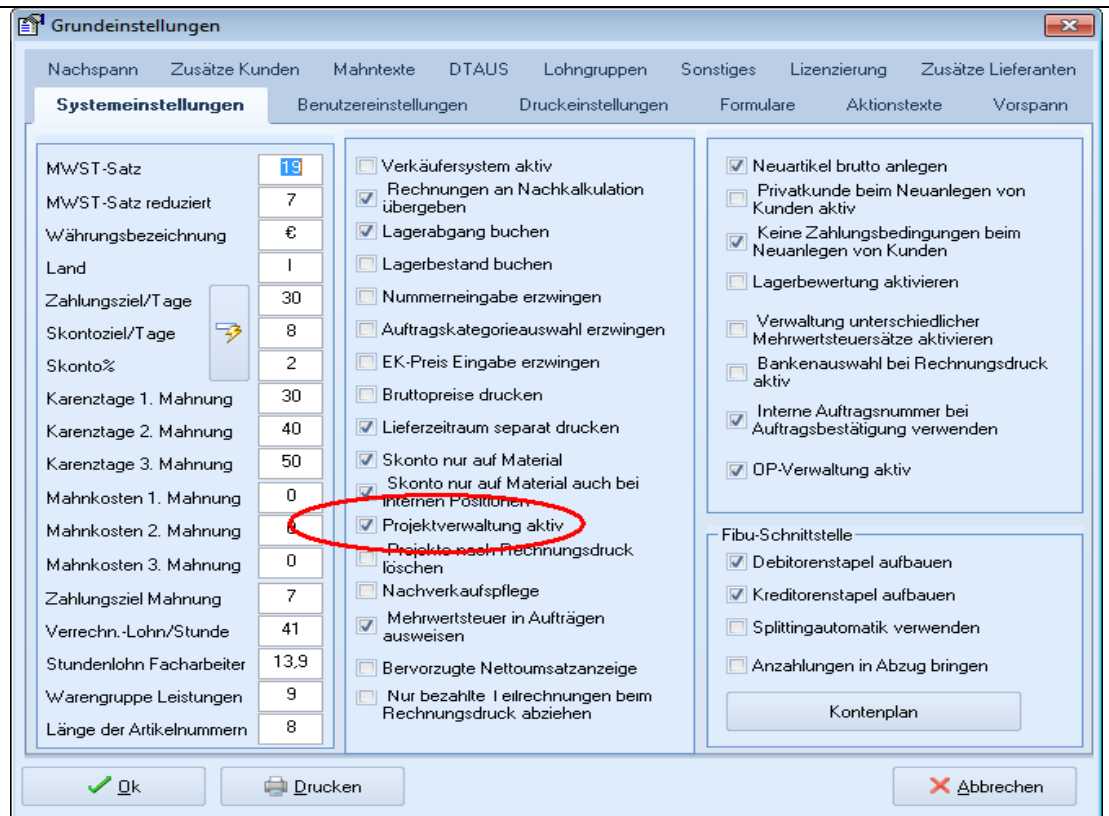 Grundeinstellungen
Nachspann Zusätze Kunden Mahntexte DTAUS Lohngruppen Sonstiges Lizenzierung Zusätze Lieferanten
Systemeinstellungen Benutzereinstellungen Druckeinstellungen Formulare Aktionstexte Vorspann
MWST-Satz 19
MWST-Satz reduziert 7
Währungsbezeichnung €
Land I
Zahlungsziel/Tage 30
Skontoziel/Tage 8
Skonto% 2
Karenztage 1. Mahnung 30
Karenztage 2. Mahnung 40
Karenztage 3. Mahnung 50
Mahnkosten 1. Mahnung 0
Mahnkosten 2. Mahnung 0
Mahnkosten 3. Mahnung 0
Zahlungsziel Mahnung 7
Verrechn.-Lohn/Stunde 41
Stundenlohn Facharbeiter 13,9
Warengruppe Leistungen 9
Länge der Artikelnummern 8
Verkäufersystem aktiv
Rechnungen an Nachkalkulation
übergeben
Lagerabgang buchen
Lagerbestand buchen
Nummerneingabe erzwingen
Auftragskategorieauswahl erzwingen
EK-Preis Eingabe erzwingen
Bruttopreise drucken
Lieferzeitraum separat drucken
Skonto nur auf Material
Skonto nur auf Material auch bei
internen Positionen
Projektverwaltung aktiv
Projekte nach Rechnungsdruck
löschen
Nachverkaufspflege
Mehrwertsteuer in Aufträgen
ausweisen
Bervorzugte Nettoumsatzanzeige
Nur bezahlte Teilrechnungen beim
Rechnungsdruck abziehen
Neuartikel brutto anlegen
Privatkunde beim Neuanlegen von
Kunden aktiv
Keine Zahlungsbedingungen beim
Neuanlegen von Kunden
Lagerbewertung aktivieren
Verwaltung unterschiedlicher
Mehrwertsteuersätze aktivieren
Bankenauswahl bei Rechnungsdruck
aktiv
Interne Auftragsnummer bei
Auftragsbestätigung verwenden
OP-Verwaltung aktiv
Fibu-Schnittstelle
Debitorenstapel aufbauen
Kreditorenstapel aufbauen
Splittingautomatik verwenden
Anzahlungen in Abzug bringen
Kontenplan
Ok Drucken Abbrechen